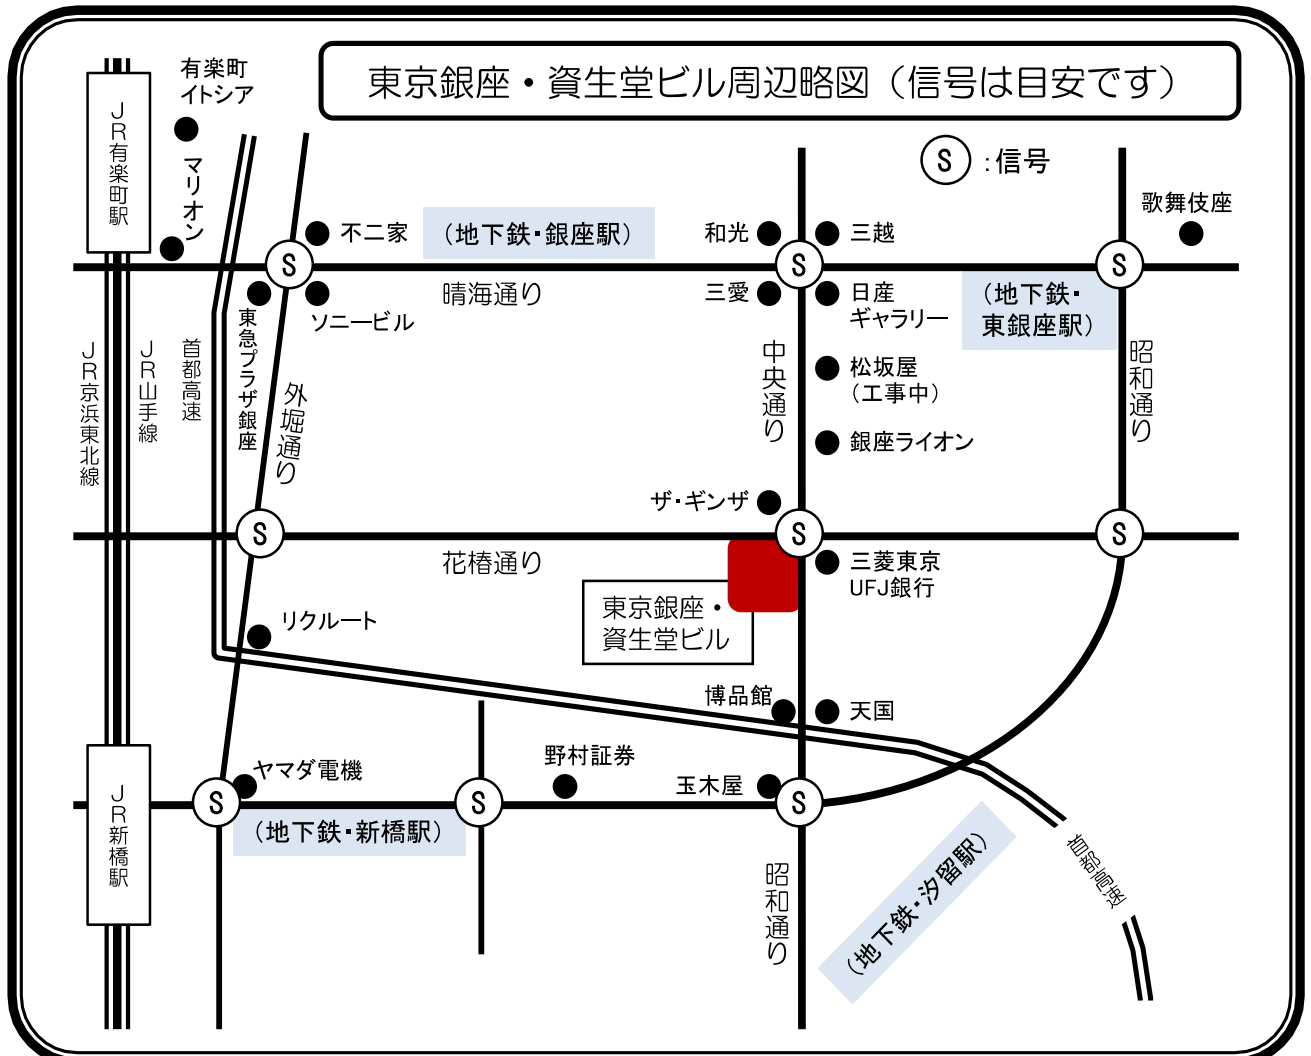 東京銀座・資生堂ビル周辺略図（信号は目安です）
S
：信号
有楽町
イトシア
JR有楽町駅
マリオン
不二家
（地下鉄・銀座駅）
和光
三越
歌舞伎座
S
S
S
東急プラザ銀座
ソニービル
晴海通り
三愛
日産
ギャラリー
（地下鉄・
東銀座駅）
JR京浜東北線
JR山手線
首都高速
外堀通り
中央通り
松坂屋
（工事中）
昭和通り
銀座ライオン
ザ・ギンザ
S
S
S
花椿通り
三菱東京
UFJ銀行
東京銀座・
資生堂ビル
リクルート
博品館
天国
JR新橋駅
ヤマダ電機
野村証券
玉木屋
S
S
S
（地下鉄・新橋駅）
昭和通り
（地下鉄・汐留駅）
首都高速